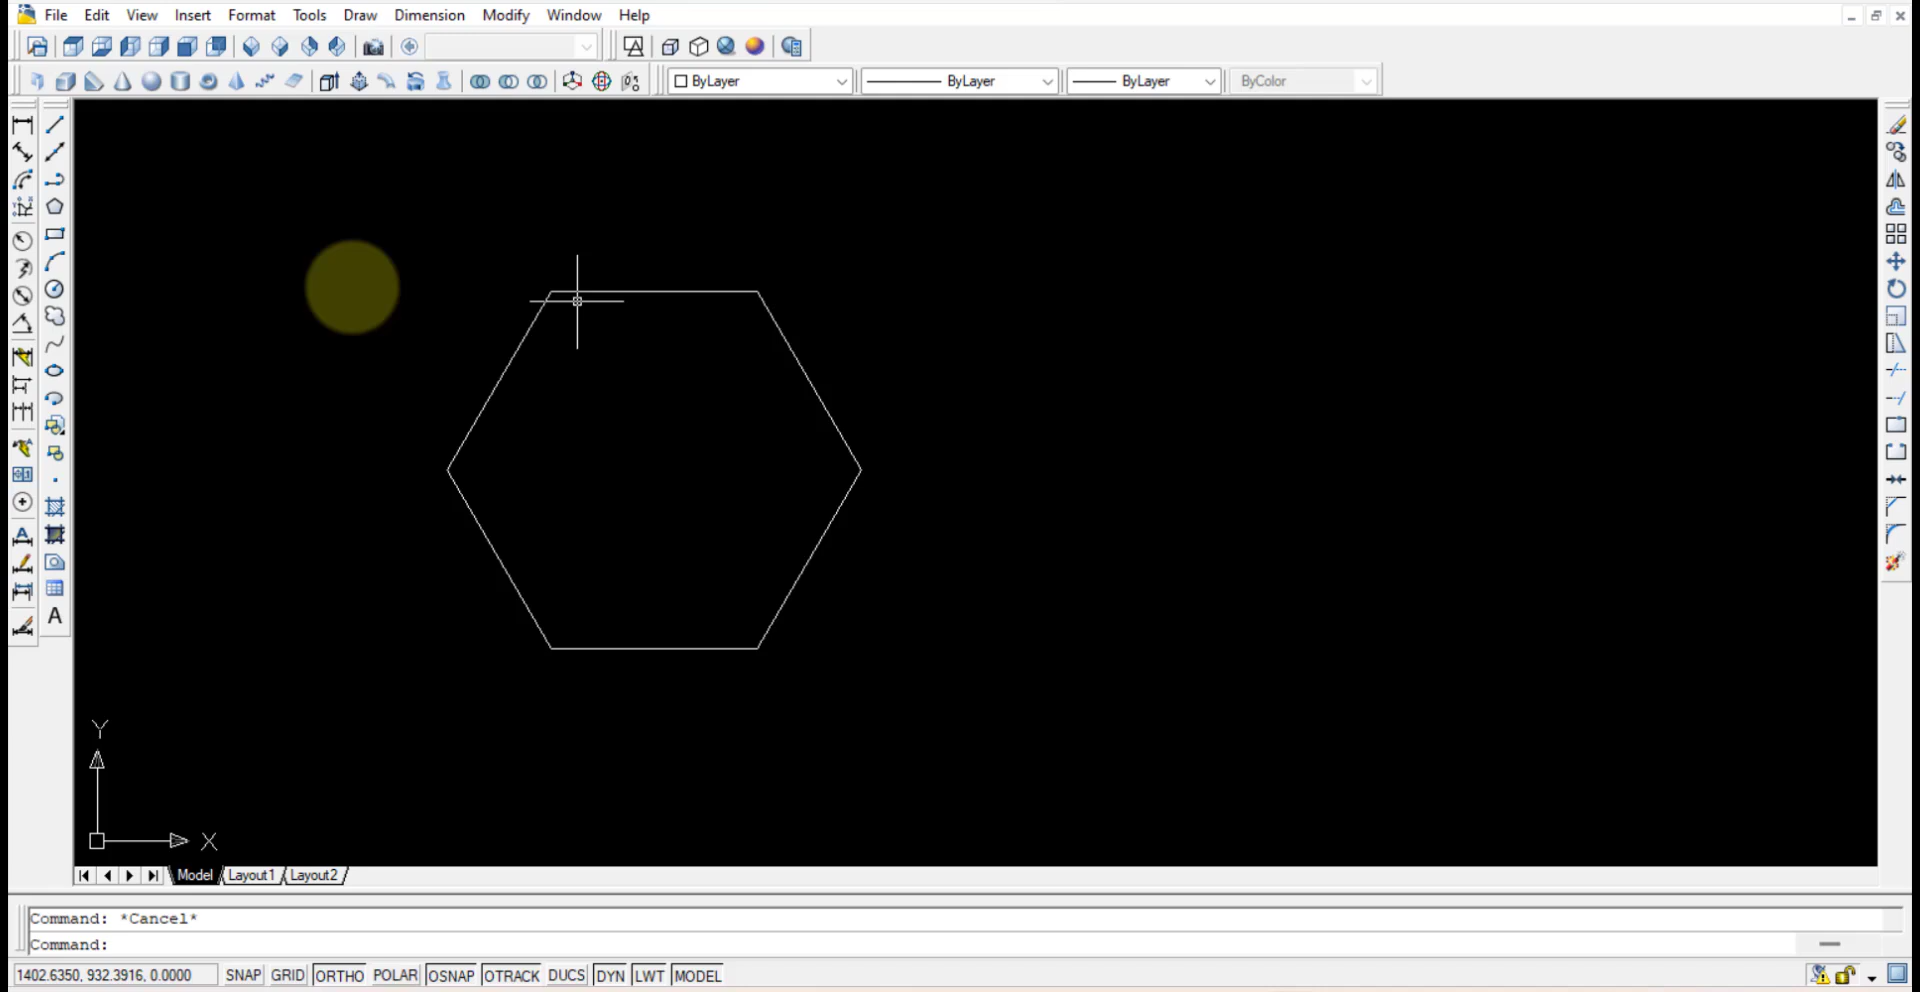 File Edit View Insert Format Tools Draw Dimension Modify Window Help
ByLayer ByLayer ByLayer ByColor
A
Y
X
Model Layout1 Layout2
Command: *Cancel*
Command:
1402.6350, 932.3916, 0.0000 SNAP GRID ORTHO POLAR OSNAP OTRACK DUCS DYN LWT MODEL